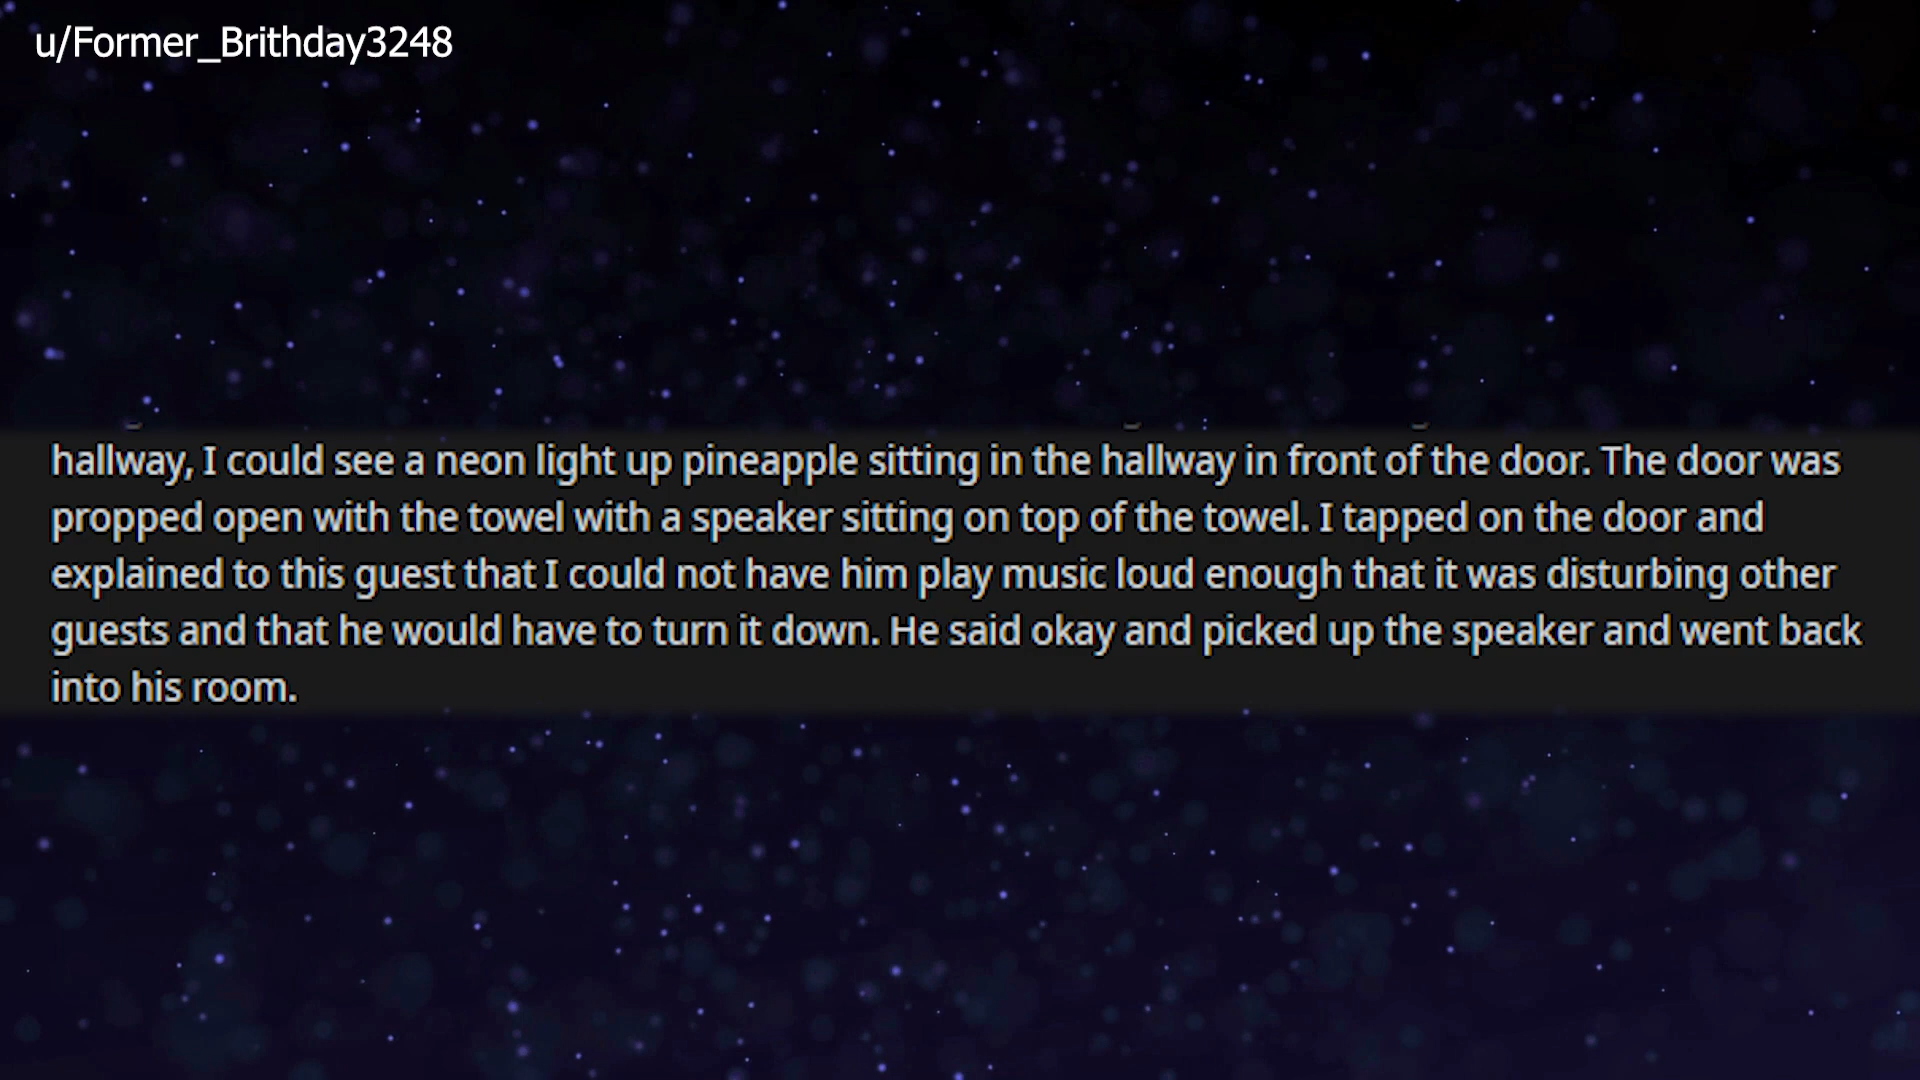 u/Former_Brithday3248
hallway, I could see a neon light up pineapple sitting in the hallway in front of the door. The door was
propped open with the towel with a speaker sitting on top of the towel. I tapped on the door and
explained to this guest that I could not have him play music loud enough that it was disturbing other
guests and that he would have to turn it down. He said okay and picked up the speaker and went back
into his room.